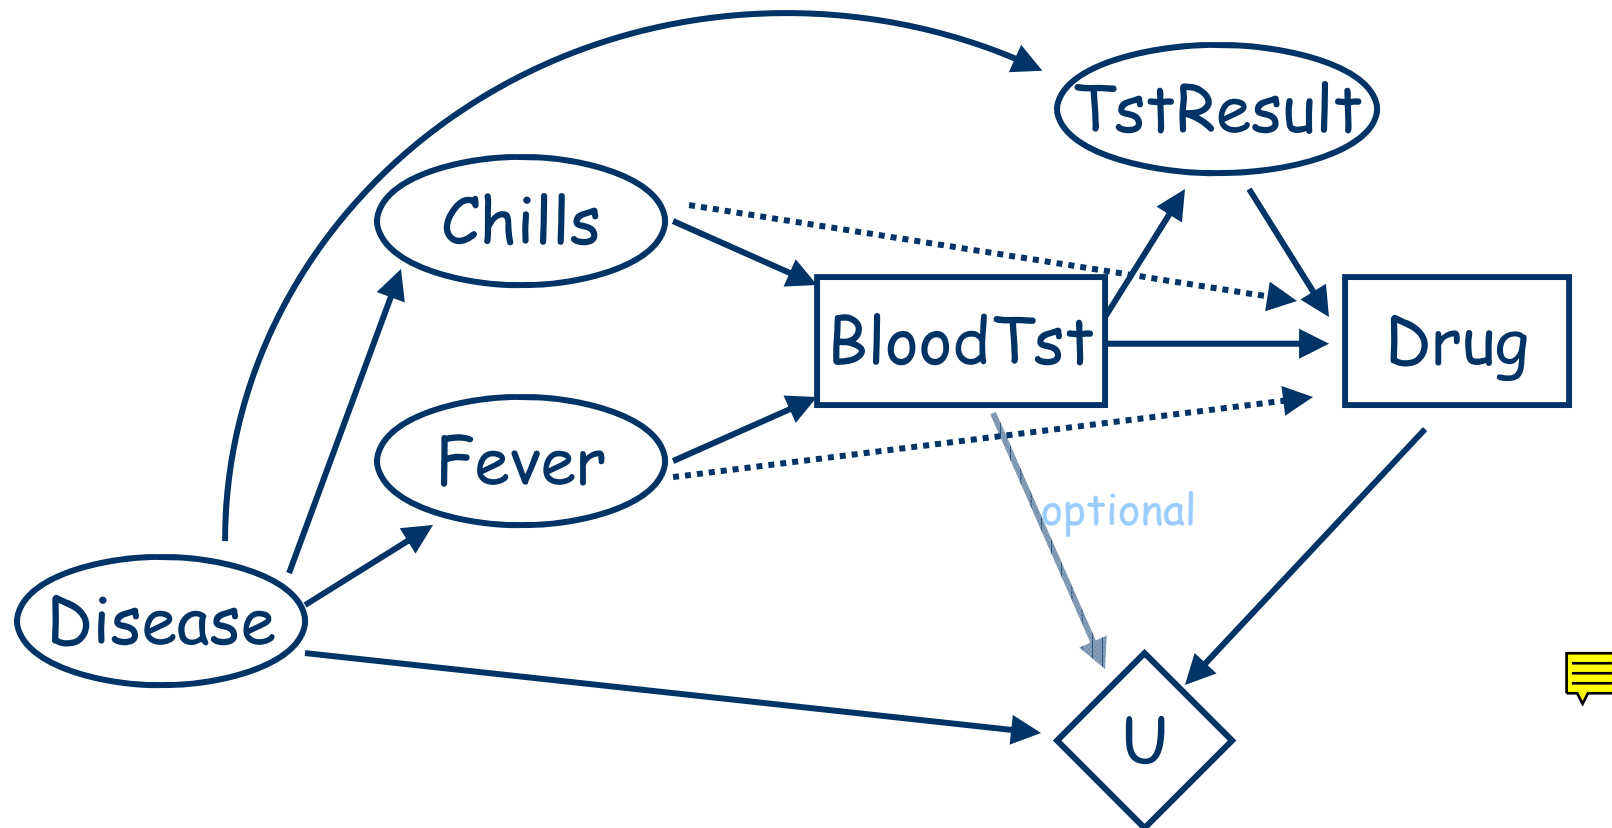 TstResult
Chills
BloodTst
Drug
Fever
optional
Disease
U